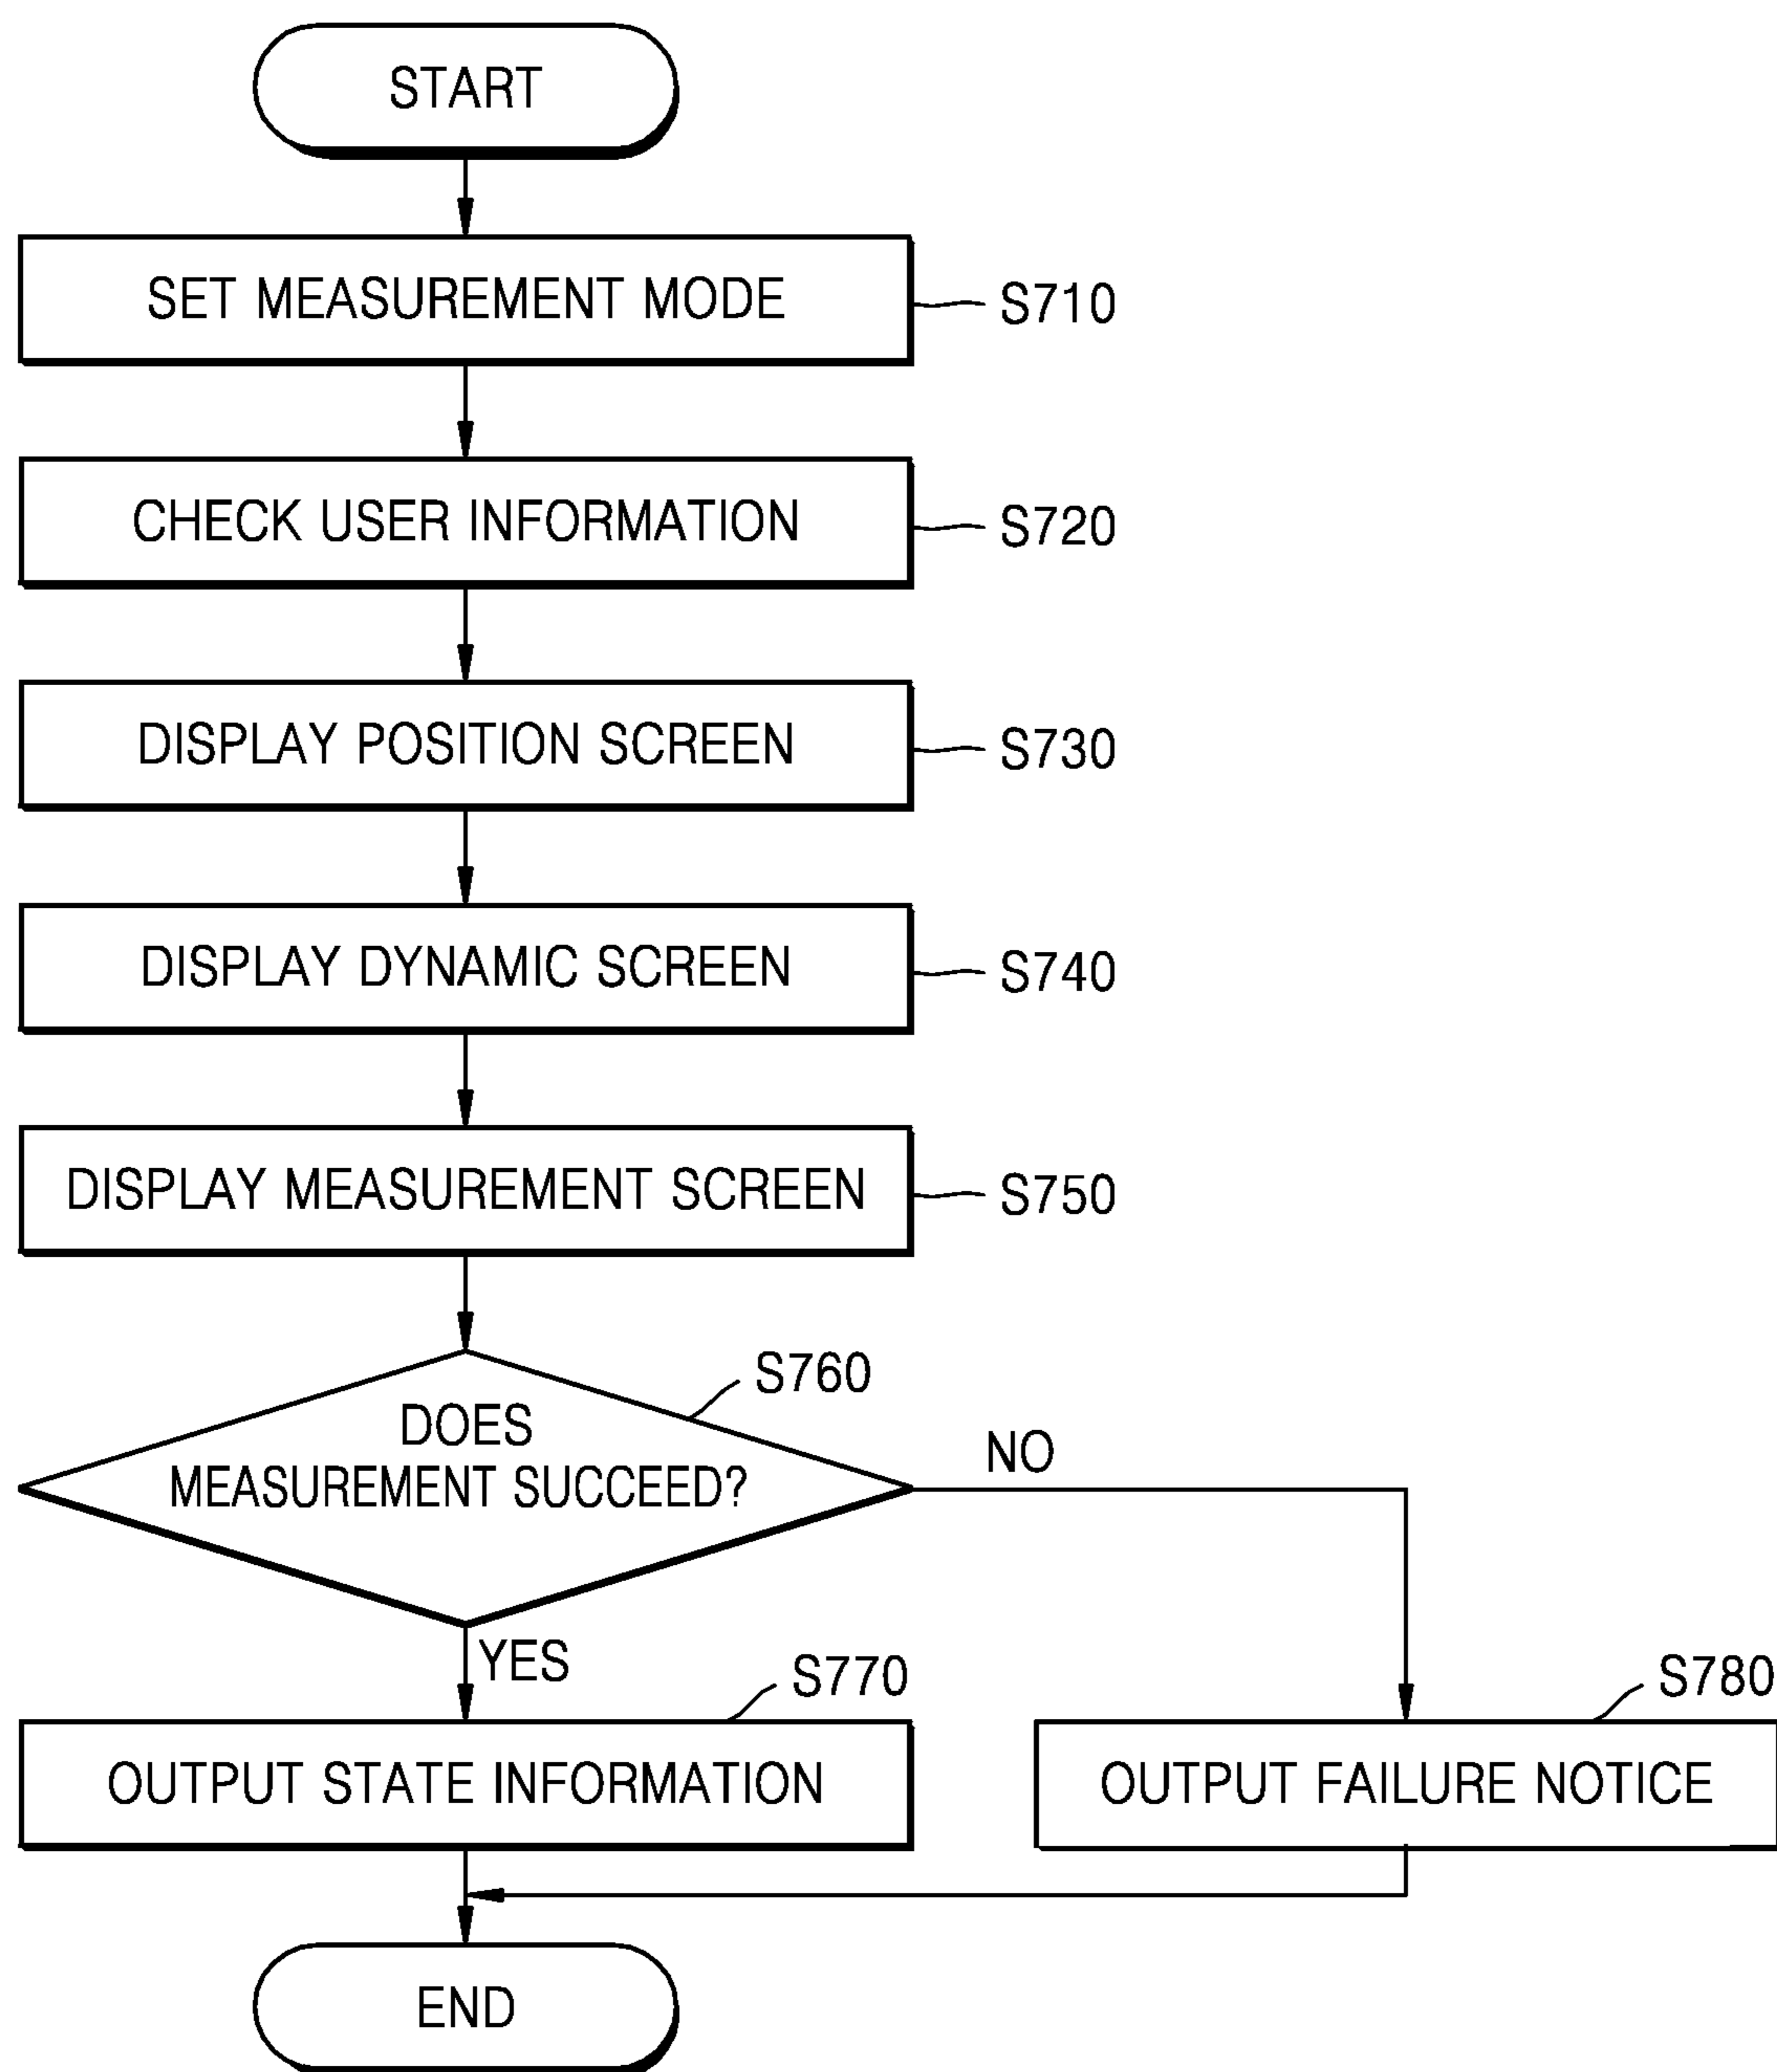 START
SET MEASUREMENT MODE
S710
CHECK USER INFORMATION
S720
DISPLAY POSITION SCREEN
S730
DISPLAY DYNAMIC SCREEN
S740
DISPLAY MEASUREMENT SCREEN
S750
S760
DOES
MEASUREMENT SUCCEED?
NO
YES
S770
OUTPUT STATE INFORMATION
S780
OUTPUT FAILURE NOTICE
END